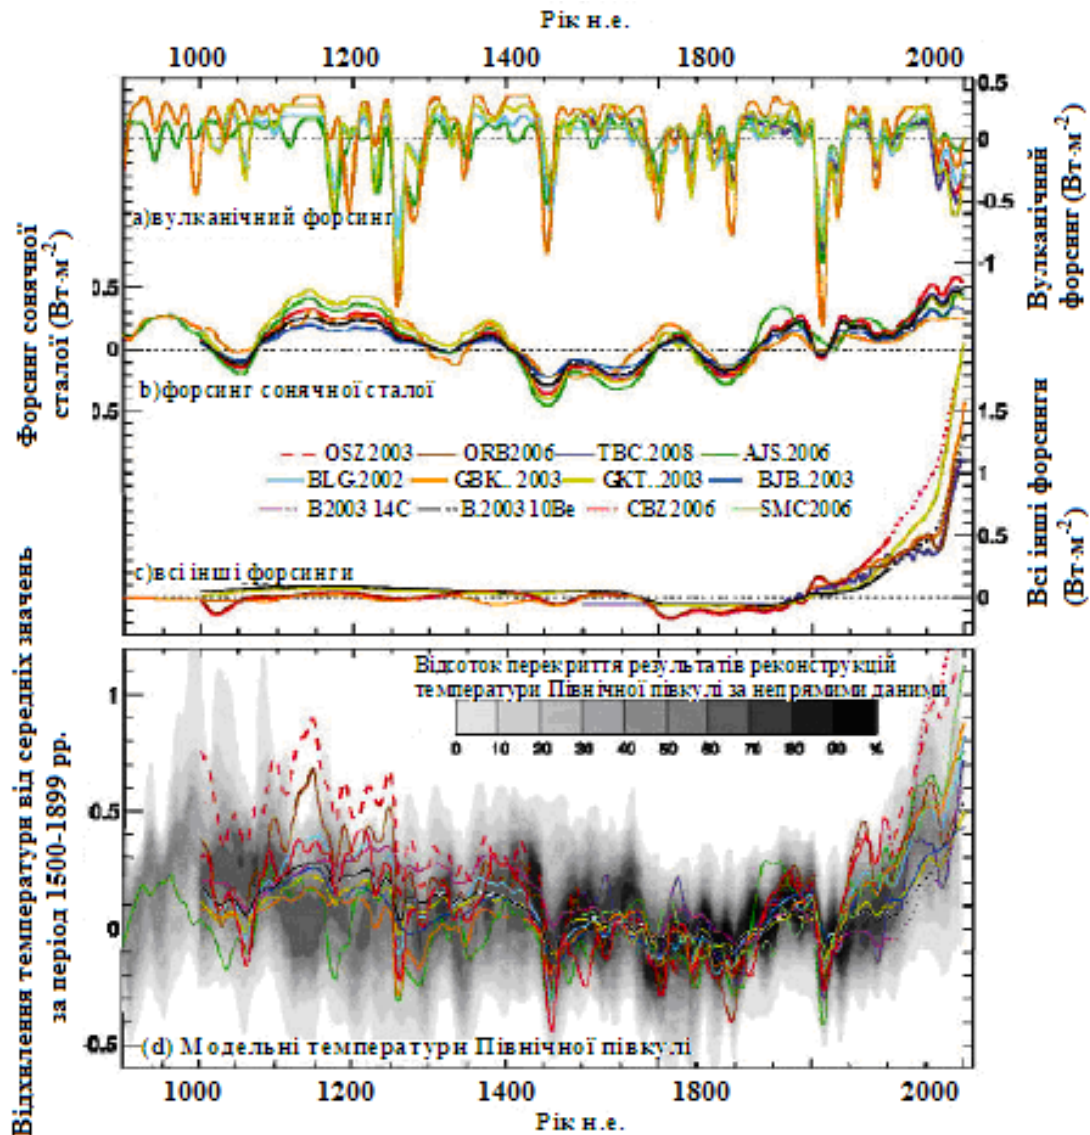 Рік н.е.
1000 1200 1400 1800 2000
0.5
0
-0.5
-1
Вулканічний
форсинг (Вт·м⁻²)
а)вулканічний форсинг
Форсинг сонячної
сталої (Вт·м⁻²)
0.5
0
0.5
b)форсинг сонячної сталої
1.5
1
0.5
0
Всі інші форсинги
(Вт·м⁻²)
OSZ2003 ORB2006 TBC.2008 AJS.2006
BLG.2002 GBK..2003 GKT..2003 BJB..2003
B2003 14C B.2003 10Be CBZ2006 SMC2006
с)всі інші форсинги
Відхилення температури від середніх значень
за період 1500-1899 рр.
1
0.5
0
-0.5
Відсоток перекриття результатів реконструкцій
температури Північної півкулі за непрямими даними
0 10 20 30 40 50 60 70 80 %
(d) Модельні температури Північної півкулі
1000 1200 1400 1800 2000
Рік н.е.